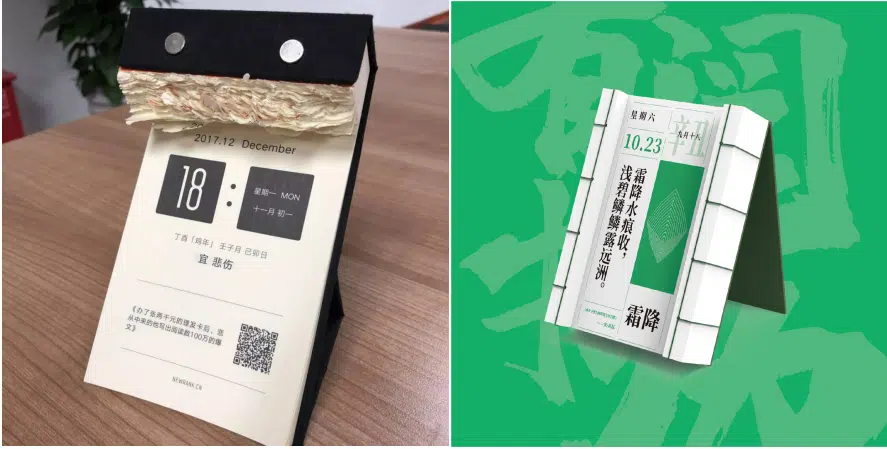 2017.12 December
18
星期一 MON
十一月 初一
丁酉「鸡年」 壬子月 己卯日
宜 悲伤
《办了张两千元的理发卡后，悲
从中来的他写出阅读数100万的爆
文》
NEWRANK.CN
星期六
10.23
辛丑
九月十八
霜降水痕收，
浅碧鳞鳞露远洲。
霜降